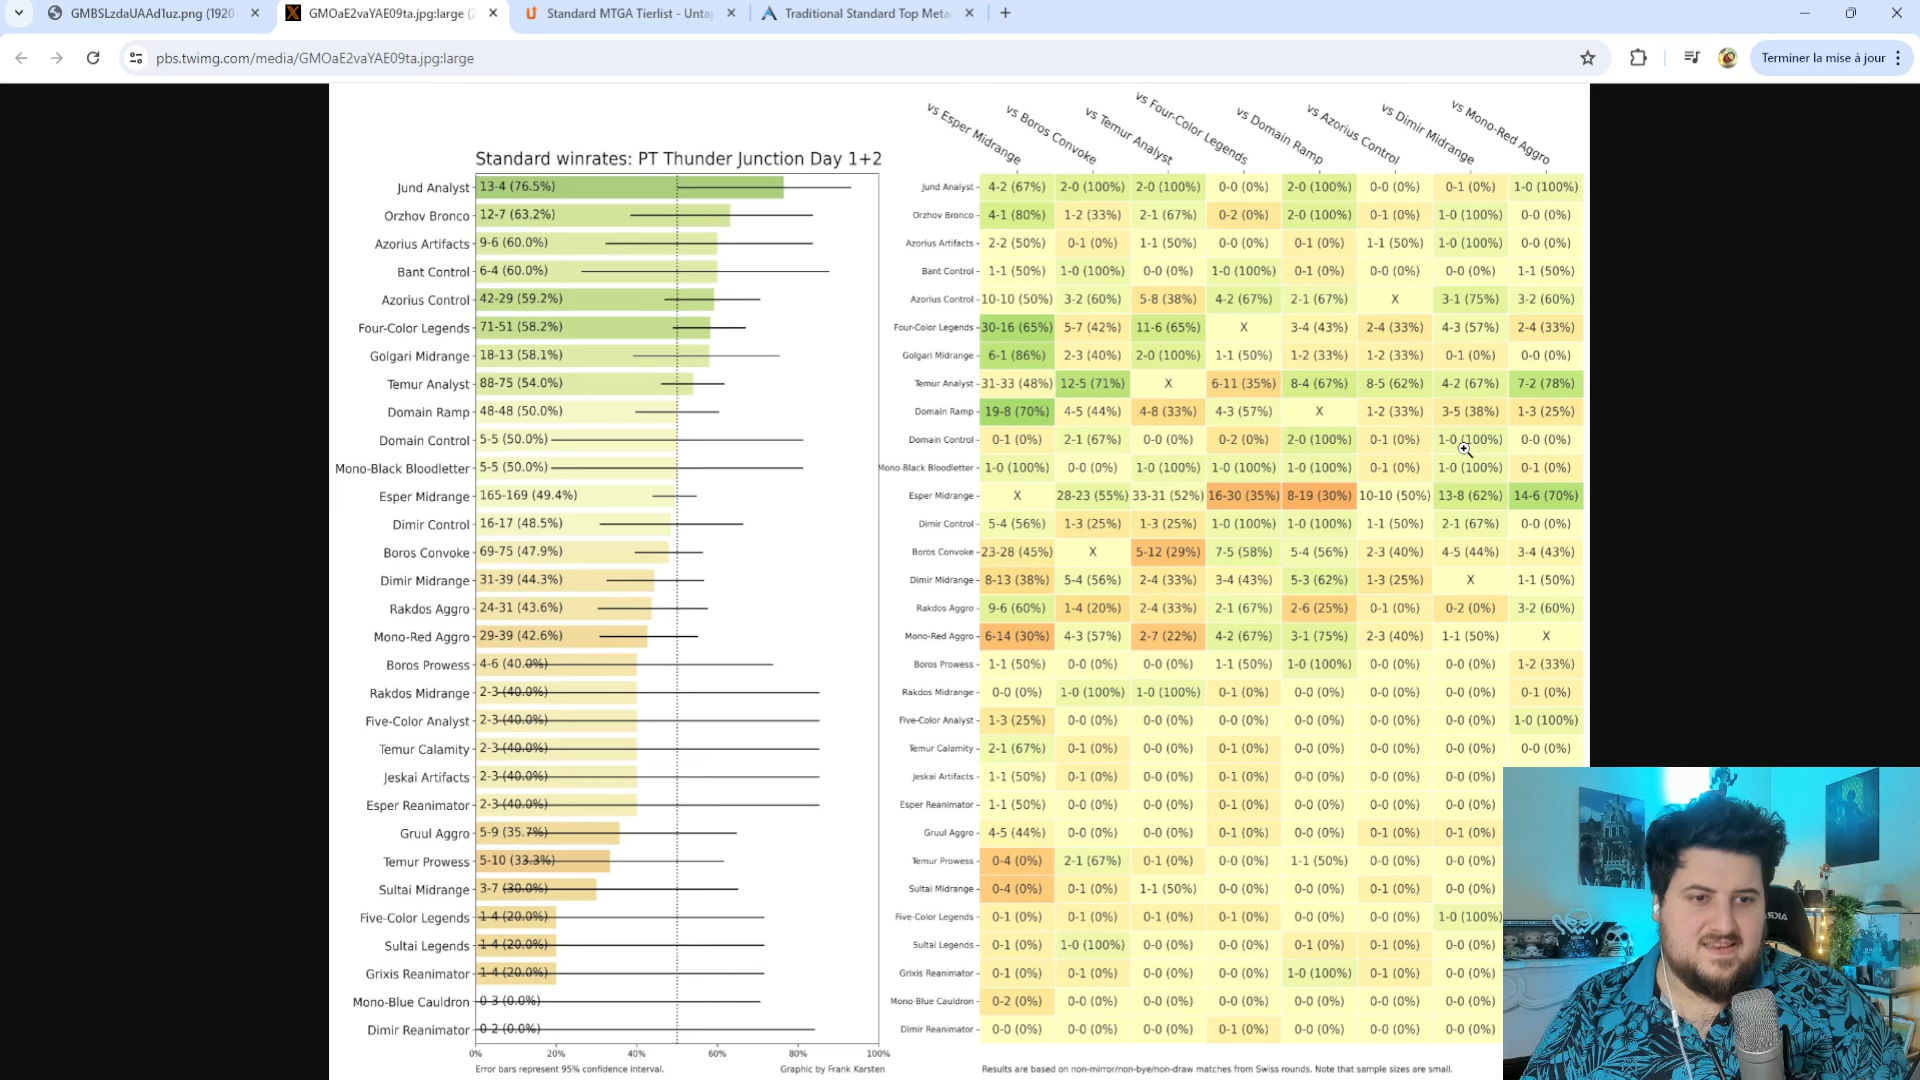 GMBSLzdaUAAd1uz.png (1920
GMOaE2vaYAE09ta.jpg:large (2
Standard MTGA Tierlist - Untap
Traditional Standard Top Meta
pbs.twimg.com/media/GMOaE2vaYAE09ta.jpg:large
Terminer la mise à jour
Standard winrates: PT Thunder Junction Day 1+2
vs Esper Midrange
vs Boros Convoke
vs Temur Analyst
vs Four-Color Legends
vs Domain Ramp
vs Azorius Control
vs Dimir Midrange
vs Mono-Red Aggro
Jund Analyst 13-4 (76.5%)
Orzhov Bronco 12-7 (63.2%)
Azorius Artifacts 9-6 (60.0%)
Bant Control 6-4 (60.0%)
Azorius Control 42-29 (59.2%)
Four-Color Legends 71-51 (58.2%)
Golgari Midrange 18-13 (58.1%)
Temur Analyst 88-75 (54.0%)
Domain Ramp 48-48 (50.0%)
Domain Control 5-5 (50.0%)
Mono-Black Bloodletter 5-5 (50.0%)
Esper Midrange 165-169 (49.4%)
Dimir Control 16-17 (48.5%)
Boros Convoke 69-75 (47.9%)
Dimir Midrange 31-39 (44.3%)
Rakdos Aggro 24-31 (43.6%)
Mono-Red Aggro 29-39 (42.6%)
Boros Prowess 4-6 (40.0%)
Rakdos Midrange 2-3 (40.0%)
Five-Color Analyst 2-3 (40.0%)
Temur Calamity 2-3 (40.0%)
Jeskai Artifacts 2-3 (40.0%)
Esper Reanimator 2-3 (40.0%)
Gruul Aggro 5-9 (35.7%)
Temur Prowess 5-10 (33.3%)
Sultai Midrange 3-7 (30.0%)
Five-Color Legends 1-4 (20.0%)
Sultai Legends 1-4 (20.0%)
Grixis Reanimator 1-4 (20.0%)
Mono-Blue Cauldron 0-3 (0.0%)
Dimir Reanimator 0-2 (0.0%)
0% 20% 40% 60% 80% 100%
Error bars represent 95% confidence interval. Graphic by Frank Karsten
Jund Analyst 4-2 (67%) 2-0 (100%) 2-0 (100%) 0-0 (0%) 2-0 (100%) 0-0 (0%) 0-1 (0%) 1-0 (100%)
Orzhov Bronco 4-1 (80%) 1-2 (33%) 2-1 (67%) 0-2 (0%) 2-0 (100%) 0-1 (0%) 1-0 (100%) 0-0 (0%)
Azorius Artifacts 2-2 (50%) 0-1 (0%) 1-1 (50%) 0-0 (0%) 0-1 (0%) 1-1 (50%) 1-0 (100%) 0-0 (0%)
Bant Control 1-1 (50%) 1-0 (100%) 0-0 (0%) 1-0 (100%) 0-1 (0%) 0-0 (0%) 0-0 (0%) 1-1 (50%)
Azorius Control 10-10 (50%) 3-2 (60%) 5-8 (38%) 4-2 (67%) 2-1 (67%) X 3-1 (75%) 3-2 (60%)
Four-Color Legends 30-16 (65%) 5-7 (42%) 11-6 (65%) X 3-4 (43%) 2-4 (33%) 4-3 (57%) 2-4 (33%)
Golgari Midrange 6-1 (86%) 2-3 (40%) 2-0 (100%) 1-1 (50%) 1-2 (33%) 1-2 (33%) 0-1 (0%) 0-0 (0%)
Temur Analyst 31-33 (48%) 12-5 (71%) X 6-11 (35%) 8-4 (67%) 8-5 (62%) 4-2 (67%) 7-2 (78%)
Domain Ramp 19-8 (70%) 4-5 (44%) 4-8 (33%) 4-3 (57%) X 1-2 (33%) 3-5 (38%) 1-3 (25%)
Domain Control 0-1 (0%) 2-1 (67%) 0-0 (0%) 0-2 (0%) 2-0 (100%) 0-1 (0%) 1-0 (100%) 0-0 (0%)
Mono-Black Bloodletter 1-0 (100%) 0-0 (0%) 1-0 (100%) 1-0 (100%) 1-0 (100%) 0-1 (0%) 1-0 (100%) 0-1 (0%)
Esper Midrange X 28-23 (55%) 33-31 (52%) 16-30 (35%) 8-19 (30%) 10-10 (50%) 13-8 (62%) 14-6 (70%)
Dimir Control 5-4 (56%) 1-3 (25%) 1-3 (25%) 1-0 (100%) 1-0 (100%) 1-1 (50%) 2-1 (67%) 0-0 (0%)
Boros Convoke 23-28 (45%) X 5-12 (29%) 7-5 (58%) 5-4 (56%) 2-3 (40%) 4-5 (44%) 3-4 (43%)
Dimir Midrange 8-13 (38%) 5-4 (56%) 2-4 (33%) 3-4 (43%) 5-3 (62%) 1-3 (25%) X 1-1 (50%)
Rakdos Aggro 9-6 (60%) 1-4 (20%) 2-4 (33%) 2-1 (67%) 2-6 (25%) 0-1 (0%) 0-2 (0%) 3-2 (60%)
Mono-Red Aggro 6-14 (30%) 4-3 (57%) 2-7 (22%) 4-2 (67%) 3-1 (75%) 2-3 (40%) 1-1 (50%) X
Boros Prowess 1-1 (50%) 0-0 (0%) 0-0 (0%) 1-1 (50%) 1-0 (100%) 0-0 (0%) 0-0 (0%) 1-2 (33%)
Rakdos Midrange 0-0 (0%) 1-0 (100%) 1-0 (100%) 0-1 (0%) 0-0 (0%) 0-0 (0%) 0-0 (0%) 0-1 (0%)
Five-Color Analyst 1-3 (25%) 0-0 (0%) 0-0 (0%) 0-0 (0%) 0-0 (0%) 0-0 (0%) 0-0 (0%) 1-0 (100%)
Temur Calamity 2-1 (67%) 0-1 (0%) 0-0 (0%) 0-1 (0%) 0-0 (0%) 0-0 (0%) 0-0 (0%) 0-0 (0%)
Jeskai Artifacts 1-1 (50%) 0-1 (0%) 0-0 (0%) 0-1 (0%) 0-0 (0%) 0-0 (0%) 0-0 (0%)
Esper Reanimator 1-1 (50%) 0-0 (0%) 0-0 (0%) 0-1 (0%) 0-0 (0%) 0-0 (0%) 0-0 (0%)
Gruul Aggro 4-5 (44%) 0-0 (0%) 0-0 (0%) 0-1 (0%) 0-0 (0%) 0-1 (0%) 0-1 (0%)
Temur Prowess 0-4 (0%) 2-1 (67%) 0-1 (0%) 0-0 (0%) 1-1 (50%) 0-0 (0%) 0-0 (0%)
Sultai Midrange 0-4 (0%) 0-1 (0%) 1-1 (50%) 0-0 (0%) 0-0 (0%) 0-1 (0%) 0-0 (0%)
Five-Color Legends 0-1 (0%) 0-1 (0%) 0-1 (0%) 0-1 (0%) 0-0 (0%) 0-0 (0%) 1-0 (100%)
Sultai Legends 0-1 (0%) 1-0 (100%) 0-0 (0%) 0-0 (0%) 0-1 (0%) 0-1 (0%) 0-0 (0%)
Grixis Reanimator 0-1 (0%) 0-1 (0%) 0-0 (0%) 0-0 (0%) 1-0 (100%) 0-1 (0%) 0-0 (0%)
Mono-Blue Cauldron 0-2 (0%) 0-0 (0%) 0-0 (0%) 0-0 (0%) 0-0 (0%) 0-0 (0%) 0-0 (0%)
Dimir Reanimator 0-0 (0%) 0-0 (0%) 0-0 (0%) 0-1 (0%) 0-0 (0%) 0-0 (0%) 0-0 (0%)
Results are based on non-mirror/non-bye/non-draw matches from Swiss rounds. Note that sample sizes are small.